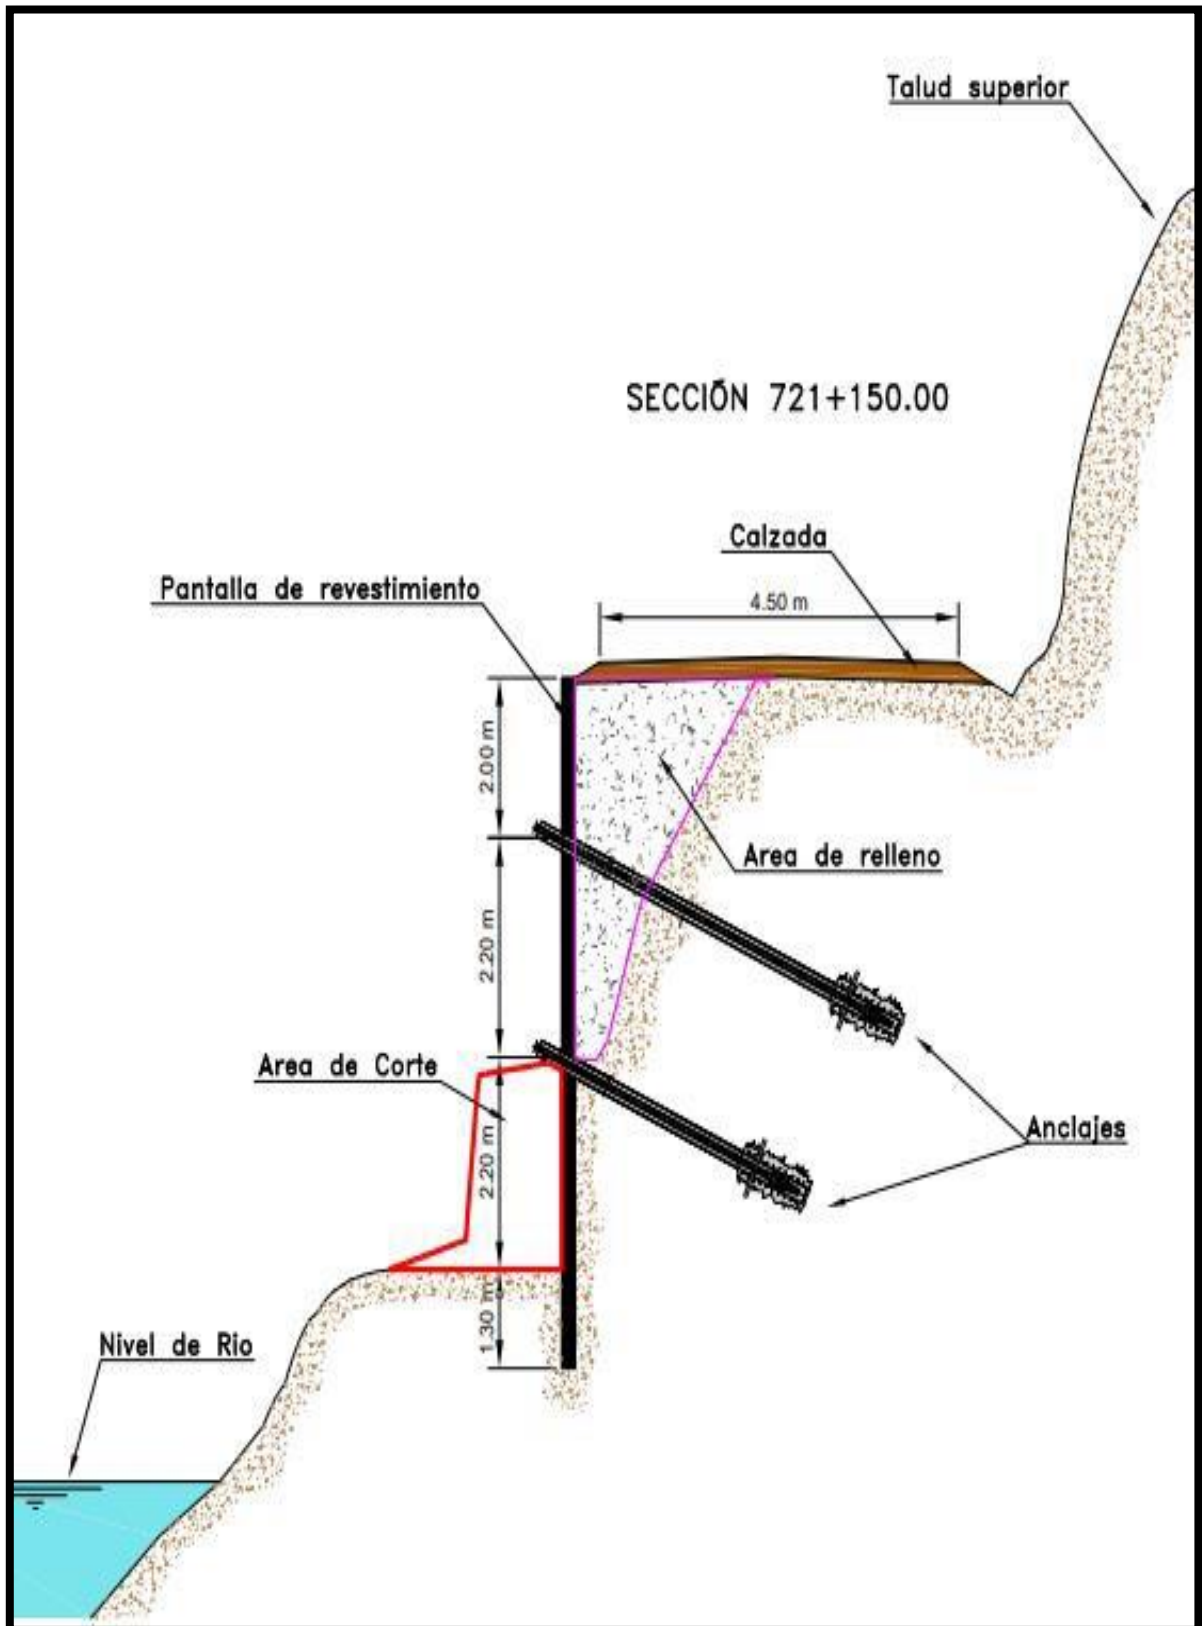 Talud superior
SECCIÓN 721+150.00
Calzada
Pantalla de revestimiento
4.50 m
2.00 m
2.20 m
Area de relleno
Area de Corte
2.20 m
Anclajes
1.30 m
Nivel de Rio